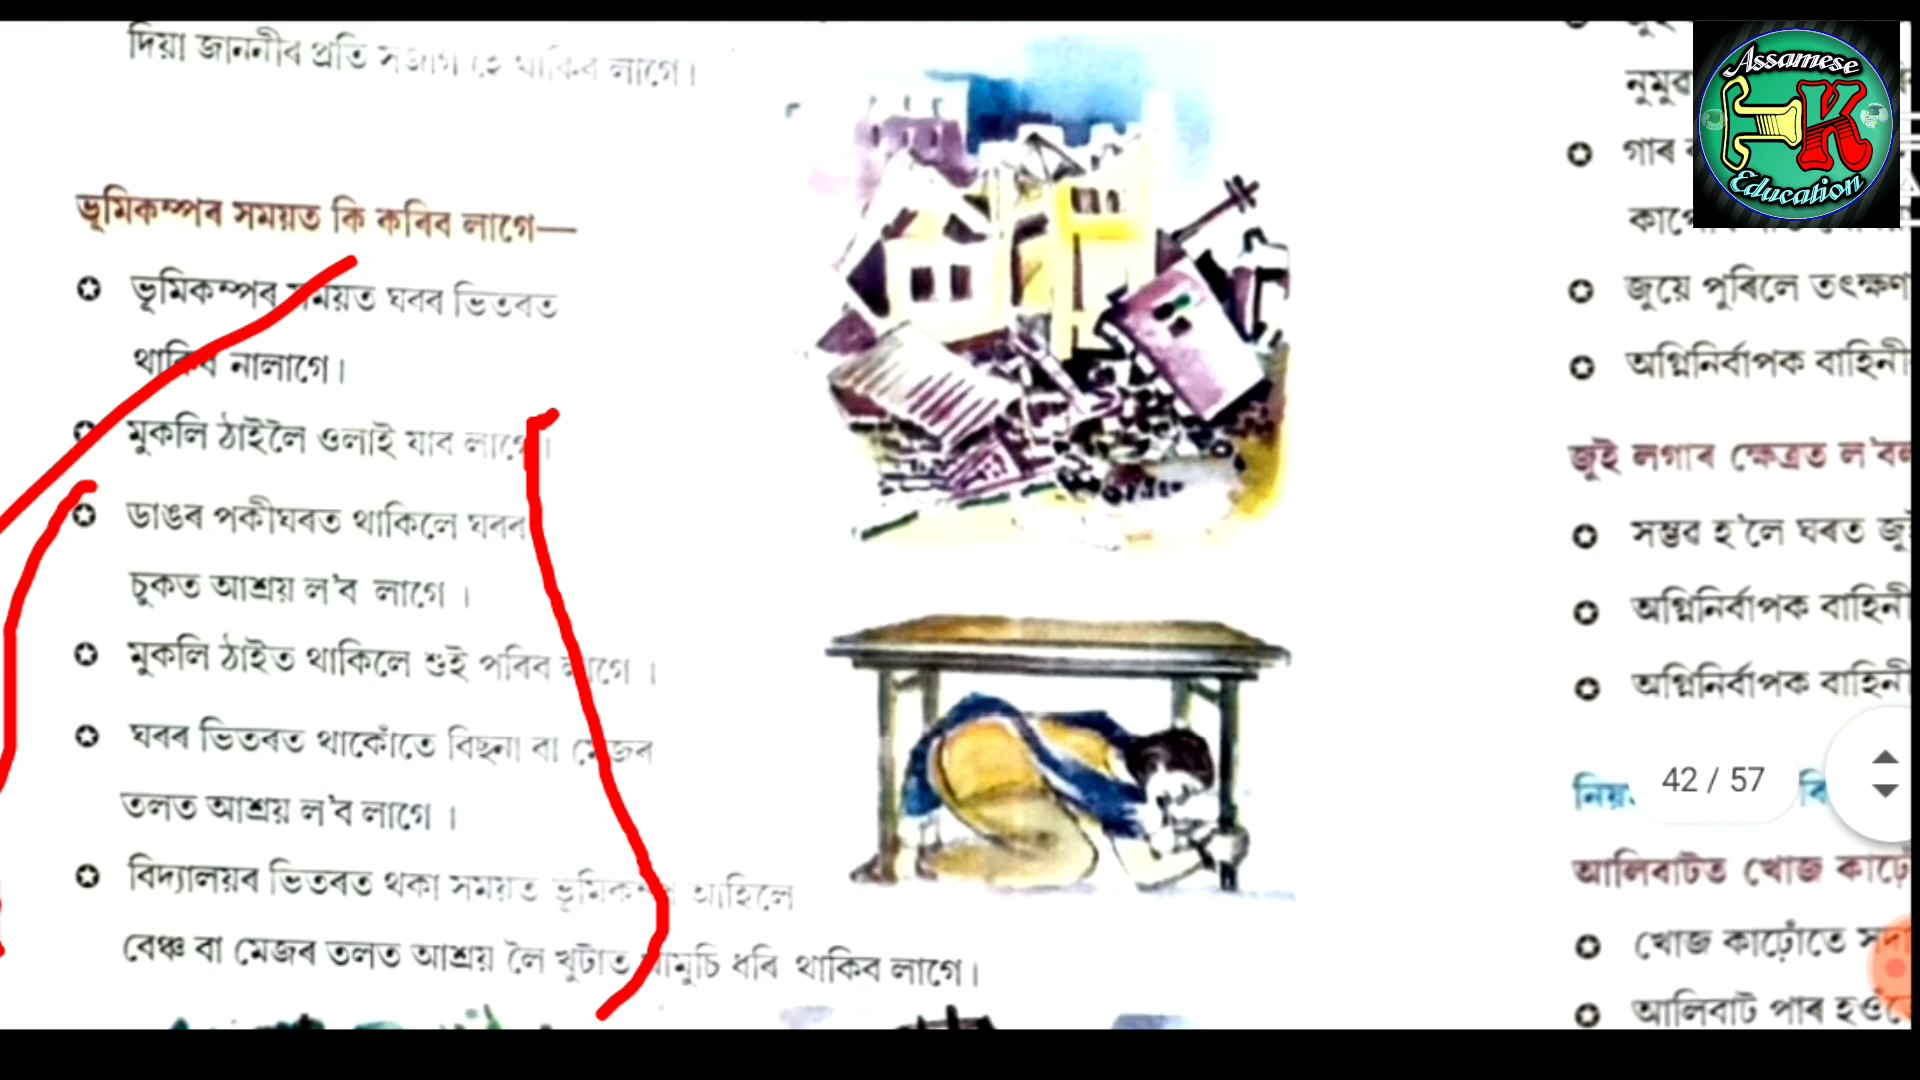 দিয়া জাননীৰ প্ৰতি সজাগ হৈ থাকিব লাগে।
ভূমিকম্পৰ সময়ত কি কৰিব লাগে—
ভূমিকম্পৰ সময়ত ঘৰৰ ভিতৰত
থাকিব নালাগে।
মুকলি ঠাইলৈ ওলাই যাব লাগে।
ডাঙৰ পকীঘৰত থাকিলে ঘৰৰ
চুকত আশ্ৰয় ল'ব লাগে।
মুকলি ঠাইত থাকিলে শুই পৰিব লাগে।
ঘৰৰ ভিতৰত থাকোঁতে বিছনা বা মেজৰ
তলত আশ্ৰয় ল'ব লাগে।
বিদ্যালয়ৰ ভিতৰত থকা সময়ত ভূমিকম্প আহিলে
বেঞ্চ বা মেজৰ তলত আশ্ৰয় লৈ খুটাত খামুচি ধৰি থাকিব লাগে।
গাৰ
জুয়ে পুৰিলে তৎক্ষণ
অগ্নিনিৰ্বাপক বাহিনী
জুই লগাৰ ক্ষেত্ৰত ল'ব
সম্ভৱ হ'লে ঘৰত জু
অগ্নিনিৰ্বাপক বাহিনী
অগ্নিনিৰ্বাপক বাহিনী
42 / 57
আলিবাটত খোজ কাঢ়োঁ
খোজ কাঢ়োঁতে সদা
আলিবাট পাৰ হওঁতে
Assamese
IK
Education